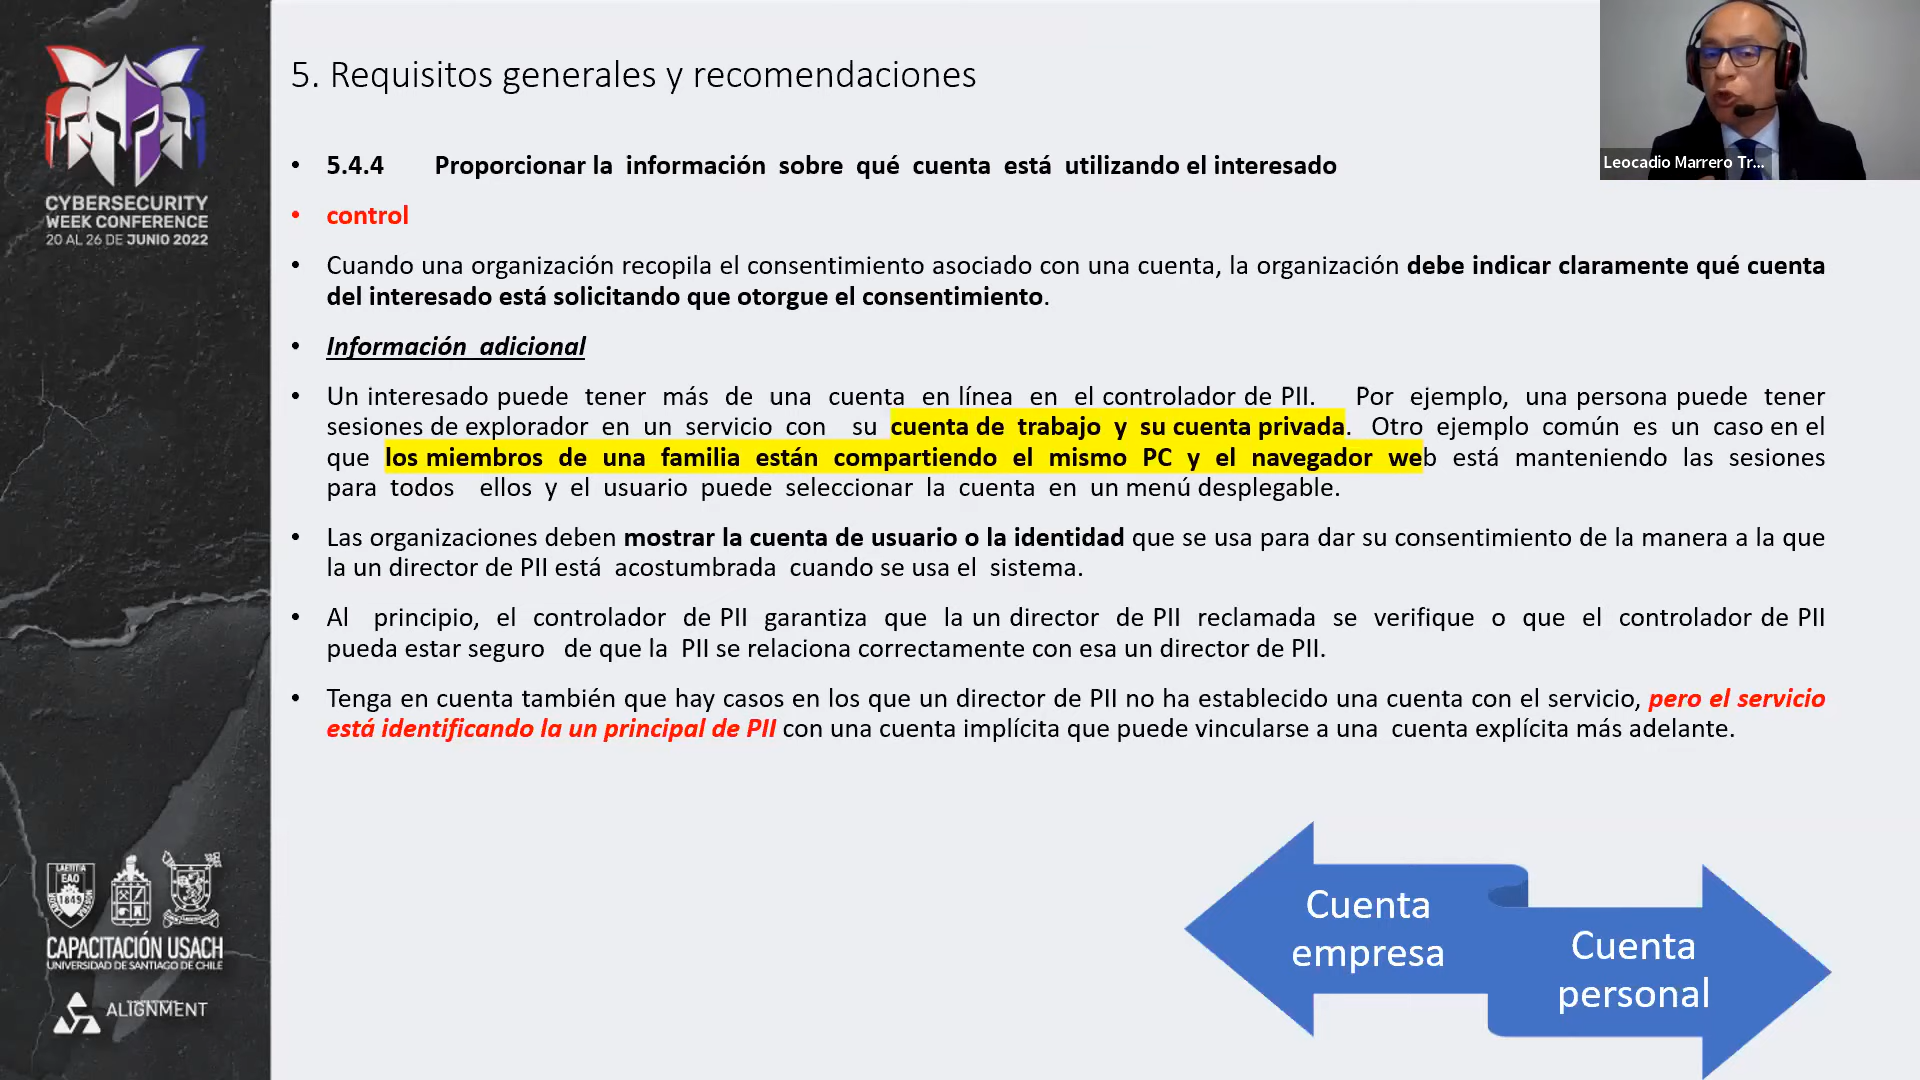 5. Requisitos generales y recomendaciones
• 5.4.4 Proporcionar la información sobre qué cuenta está utilizando el interesado
• control
• Cuando una organización recopila el consentimiento asociado con una cuenta, la organización debe indicar claramente qué cuenta
del interesado está solicitando que otorgue el consentimiento.
• Información adicional
• Un interesado puede tener más de una cuenta en línea en el controlador de PII. Por ejemplo, una persona puede tener
sesiones de explorador en un servicio con su cuenta de trabajo y su cuenta privada. Otro ejemplo común es un caso en el
que los miembros de una familia están compartiendo el mismo PC y el navegador web está manteniendo las sesiones
para todos ellos y el usuario puede seleccionar la cuenta en un menú desplegable.
• Las organizaciones deben mostrar la cuenta de usuario o la identidad que se usa para dar su consentimiento de la manera a la que
la un director de PII está acostumbrada cuando se usa el sistema.
• Al principio, el controlador de PII garantiza que la un director de PII reclamada se verifique o que el controlador de PII
pueda estar seguro de que la PII se relaciona correctamente con esa un director de PII.
• Tenga en cuenta también que hay casos en los que un director de PII no ha establecido una cuenta con el servicio, pero el servicio
está identificando la un principal de PII con una cuenta implícita que puede vincularse a una cuenta explícita más adelante.
Cuenta
empresa
Cuenta
personal
Leocadio Marrero Tr...
CYBERSECURITY
WEEK CONFERENCE
20 AL 26 DE JUNIO 2022
LAETITIA
EAO
1849
CAPACITACIÓN USACH
UNIVERSIDAD DE SANTIAGO DE CHILE
ALIGNMENT